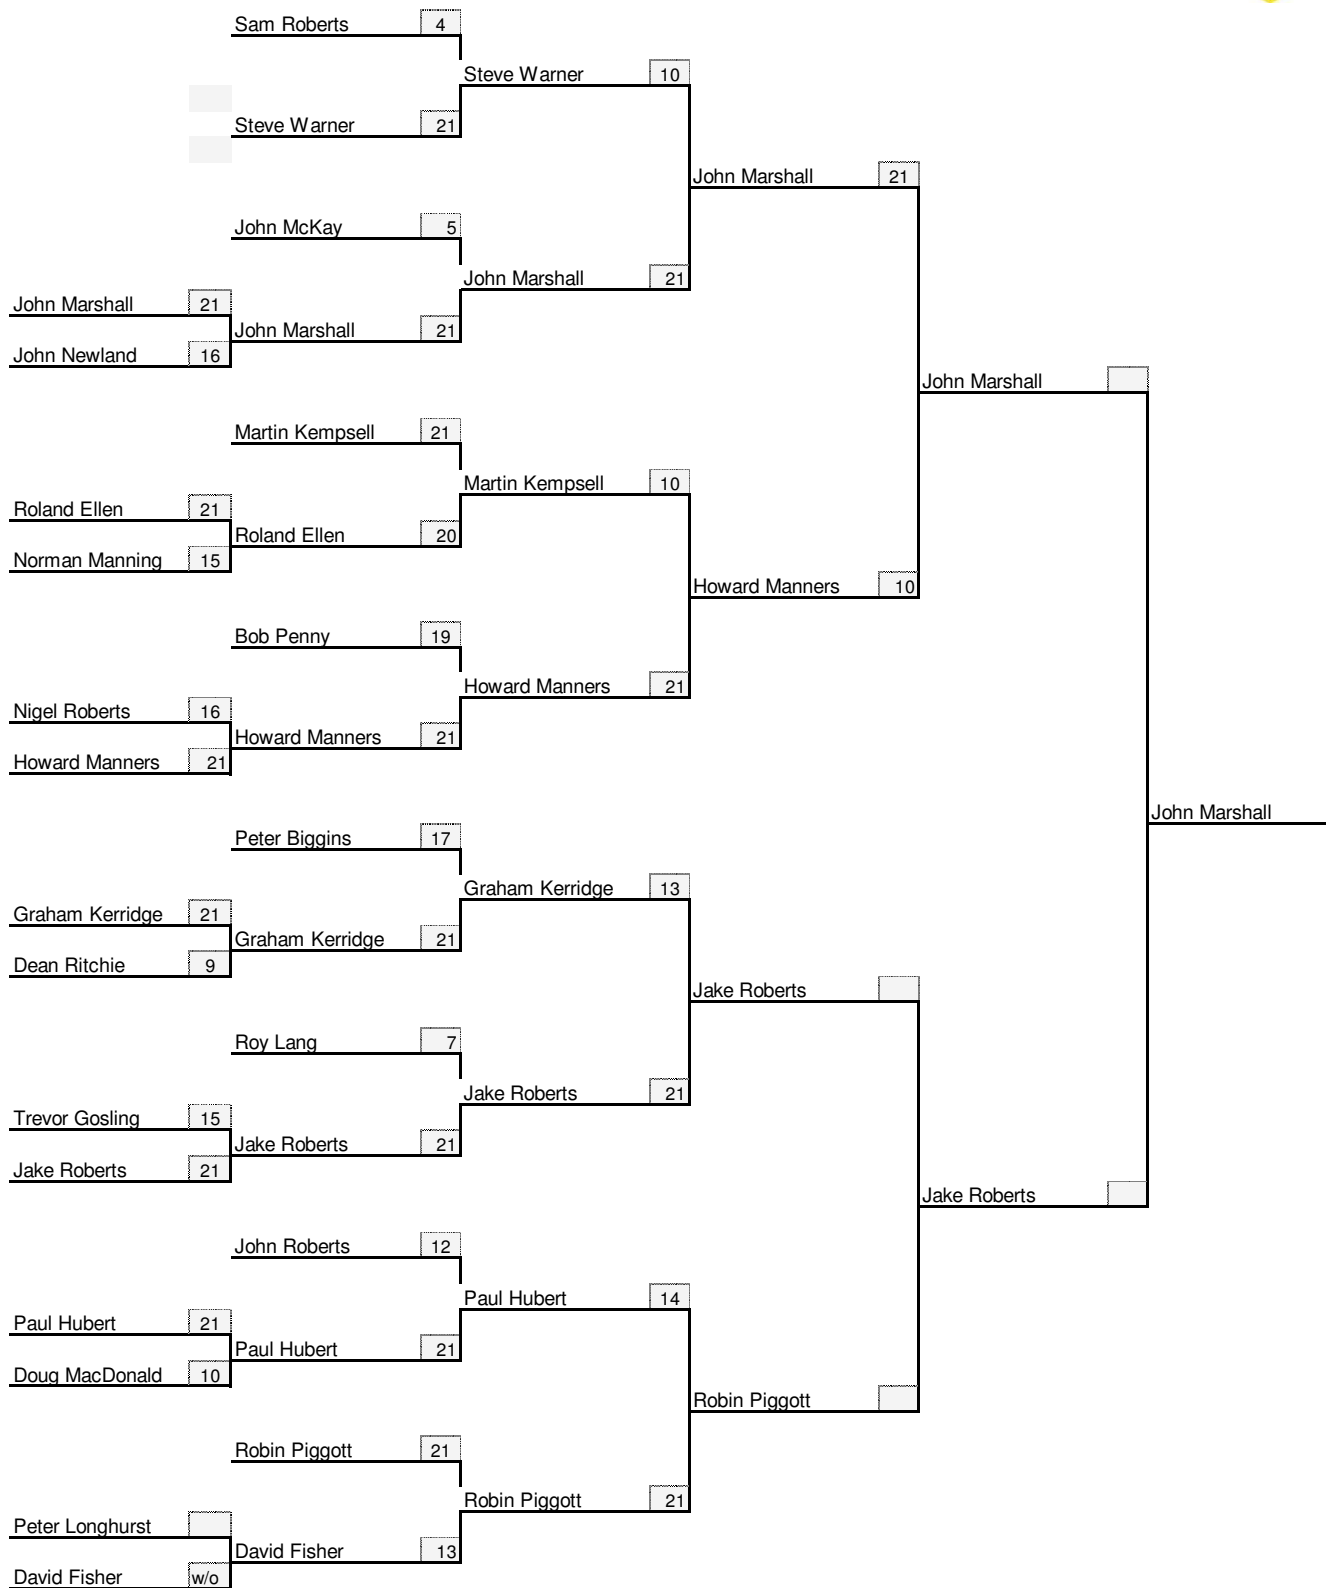 Sam Roberts 4
Steve Warner 10
Steve Warner 21
John Marshall 21
John McKay 5
John Marshall 21
John Marshall 21
John Marshall 21
John Newland 16
John Marshall
Martin Kempsell 21
Martin Kempsell 10
Roland Ellen 21
Roland Ellen 20
Norman Manning 15
Howard Manners 10
Bob Penny 19
Howard Manners 21
Nigel Roberts 16
Howard Manners 21
Howard Manners 21
John Marshall
Peter Biggins 17
Graham Kerridge 13
Graham Kerridge 21
Graham Kerridge 21
Dean Ritchie 9
Jake Roberts
Roy Lang 7
Jake Roberts 21
Trevor Gosling 15
Jake Roberts 21
Jake Roberts 21
Jake Roberts
John Roberts 12
Paul Hubert 14
Paul Hubert 21
Paul Hubert 21
Doug MacDonald 10
Robin Piggott
Robin Piggott 21
Robin Piggott 21
Peter Longhurst
David Fisher 13
David Fisher w/o